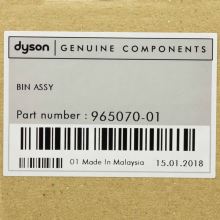 dyson | GENUINE COMPONENTS
BIN ASSY
Part number : 965070-01
01 Made In Malaysia 15.01.2018